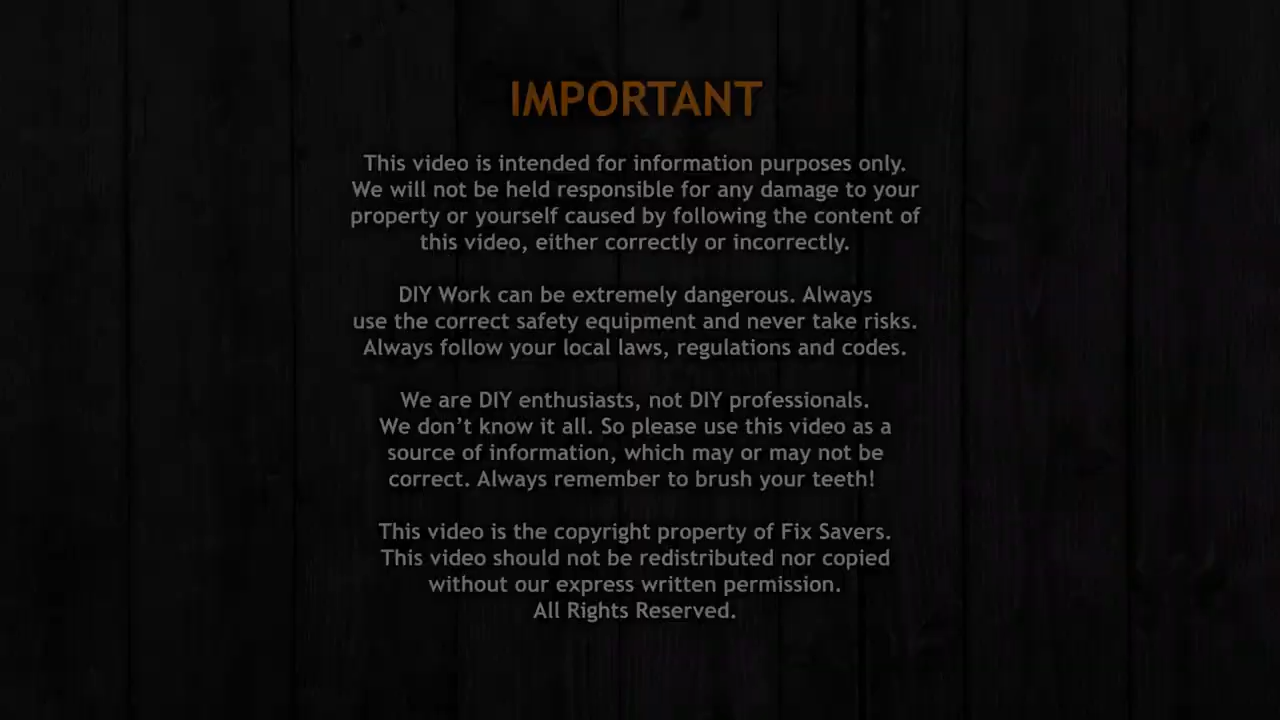 IMPORTANT
This video is intended for information purposes only.
We will not be held responsible for any damage to your
property or yourself caused by following the content of
this video, either correctly or incorrectly.
DIY Work can be extremely dangerous. Always
use the correct safety equipment and never take risks.
Always follow your local laws, regulations and codes.
We are DIY enthusiasts, not DIY professionals.
We don’t know it all. So please use this video as a
source of information, which may or may not be
correct. Always remember to brush your teeth!
This video is the copyright property of Fix Savers.
This video should not be redistributed nor copied
without our express written permission.
All Rights Reserved.